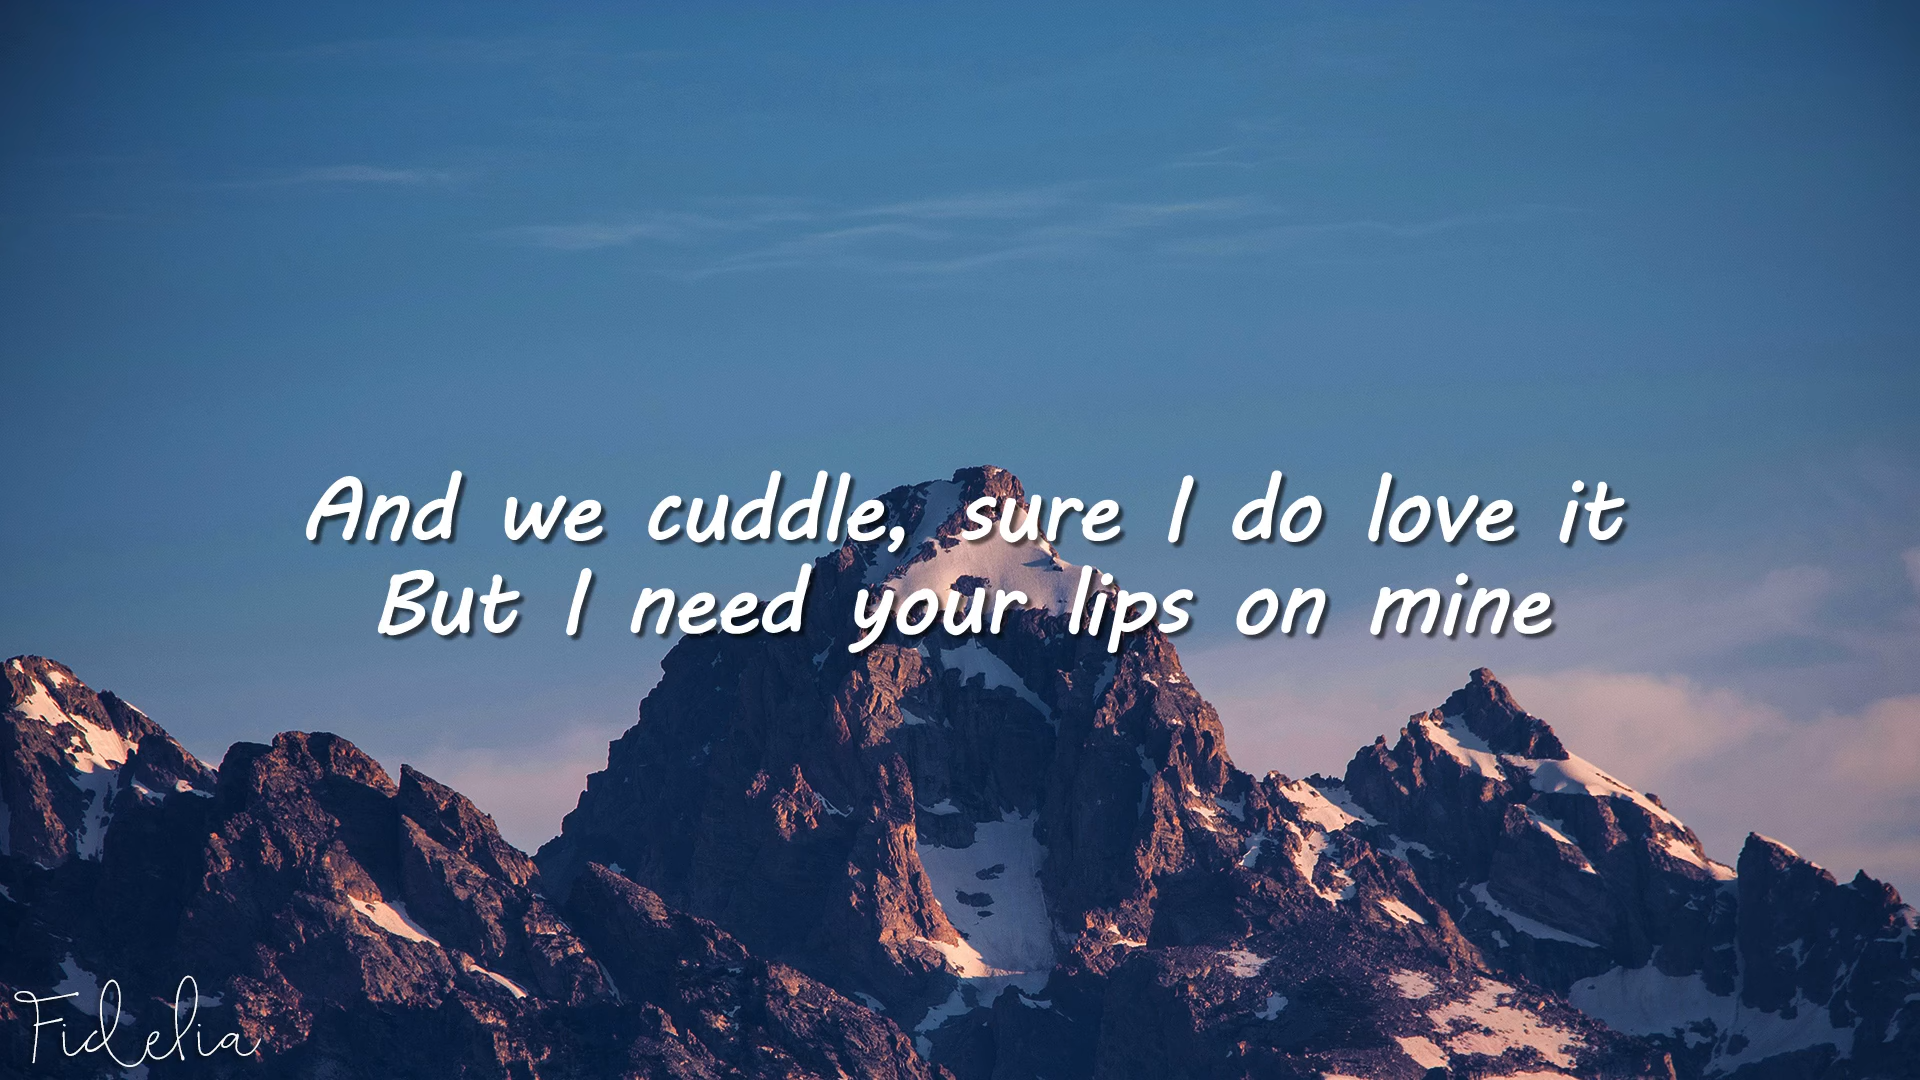 And we cuddle, sure I do love it
But I need your lips on mine
Fidelia